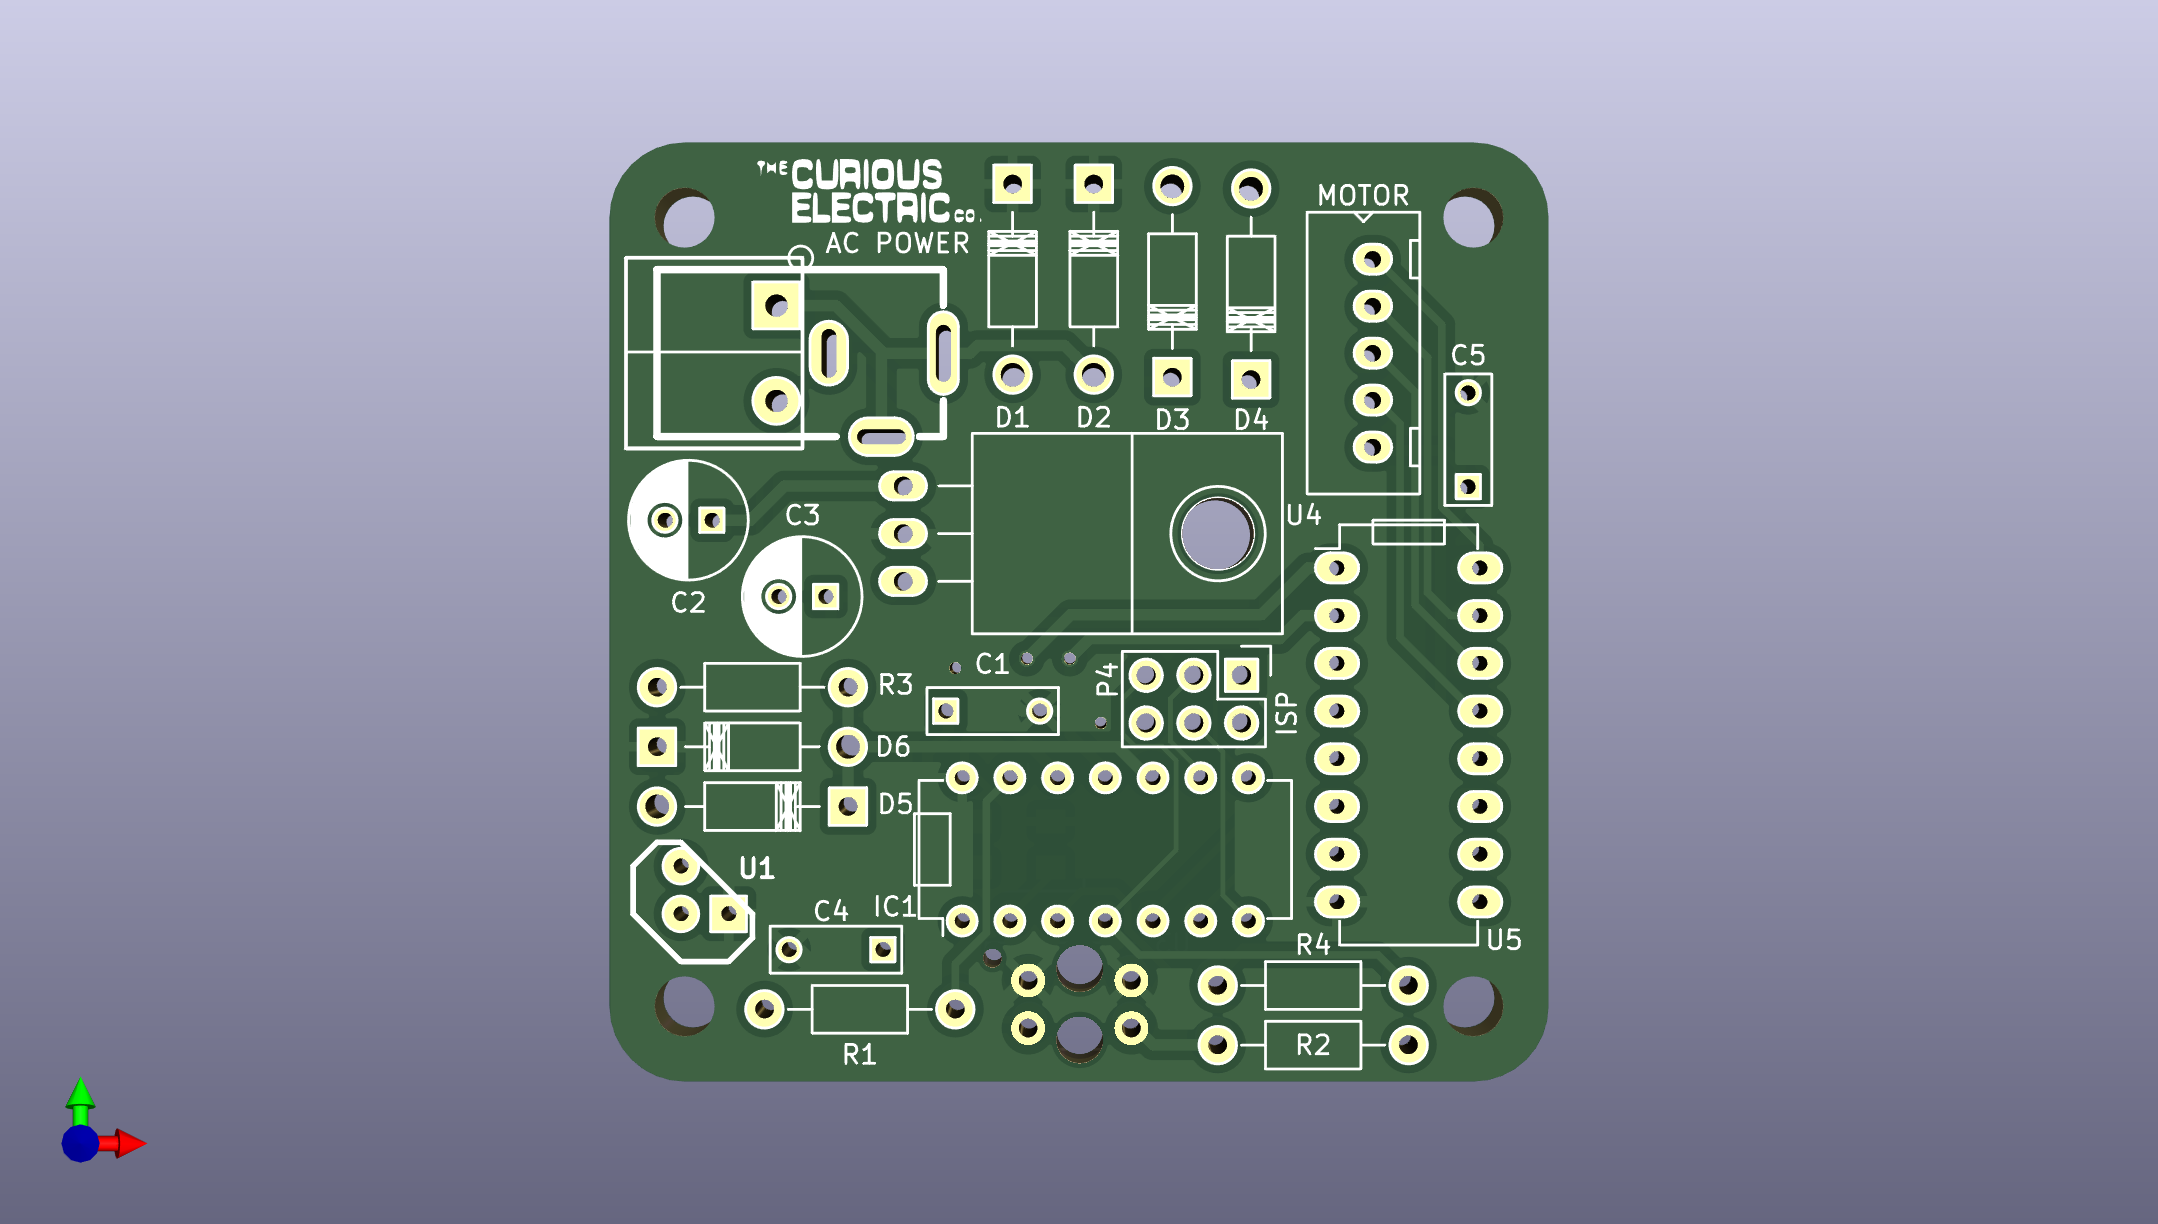 THE CURIOUS
ELECTRIC CO.
AC POWER
MOTOR
C5
D1
D2
D3
D4
U4
C3
C2
C1
P4
ISP
R3
D6
D5
U1
C4
IC1
R4
U5
R1
R2